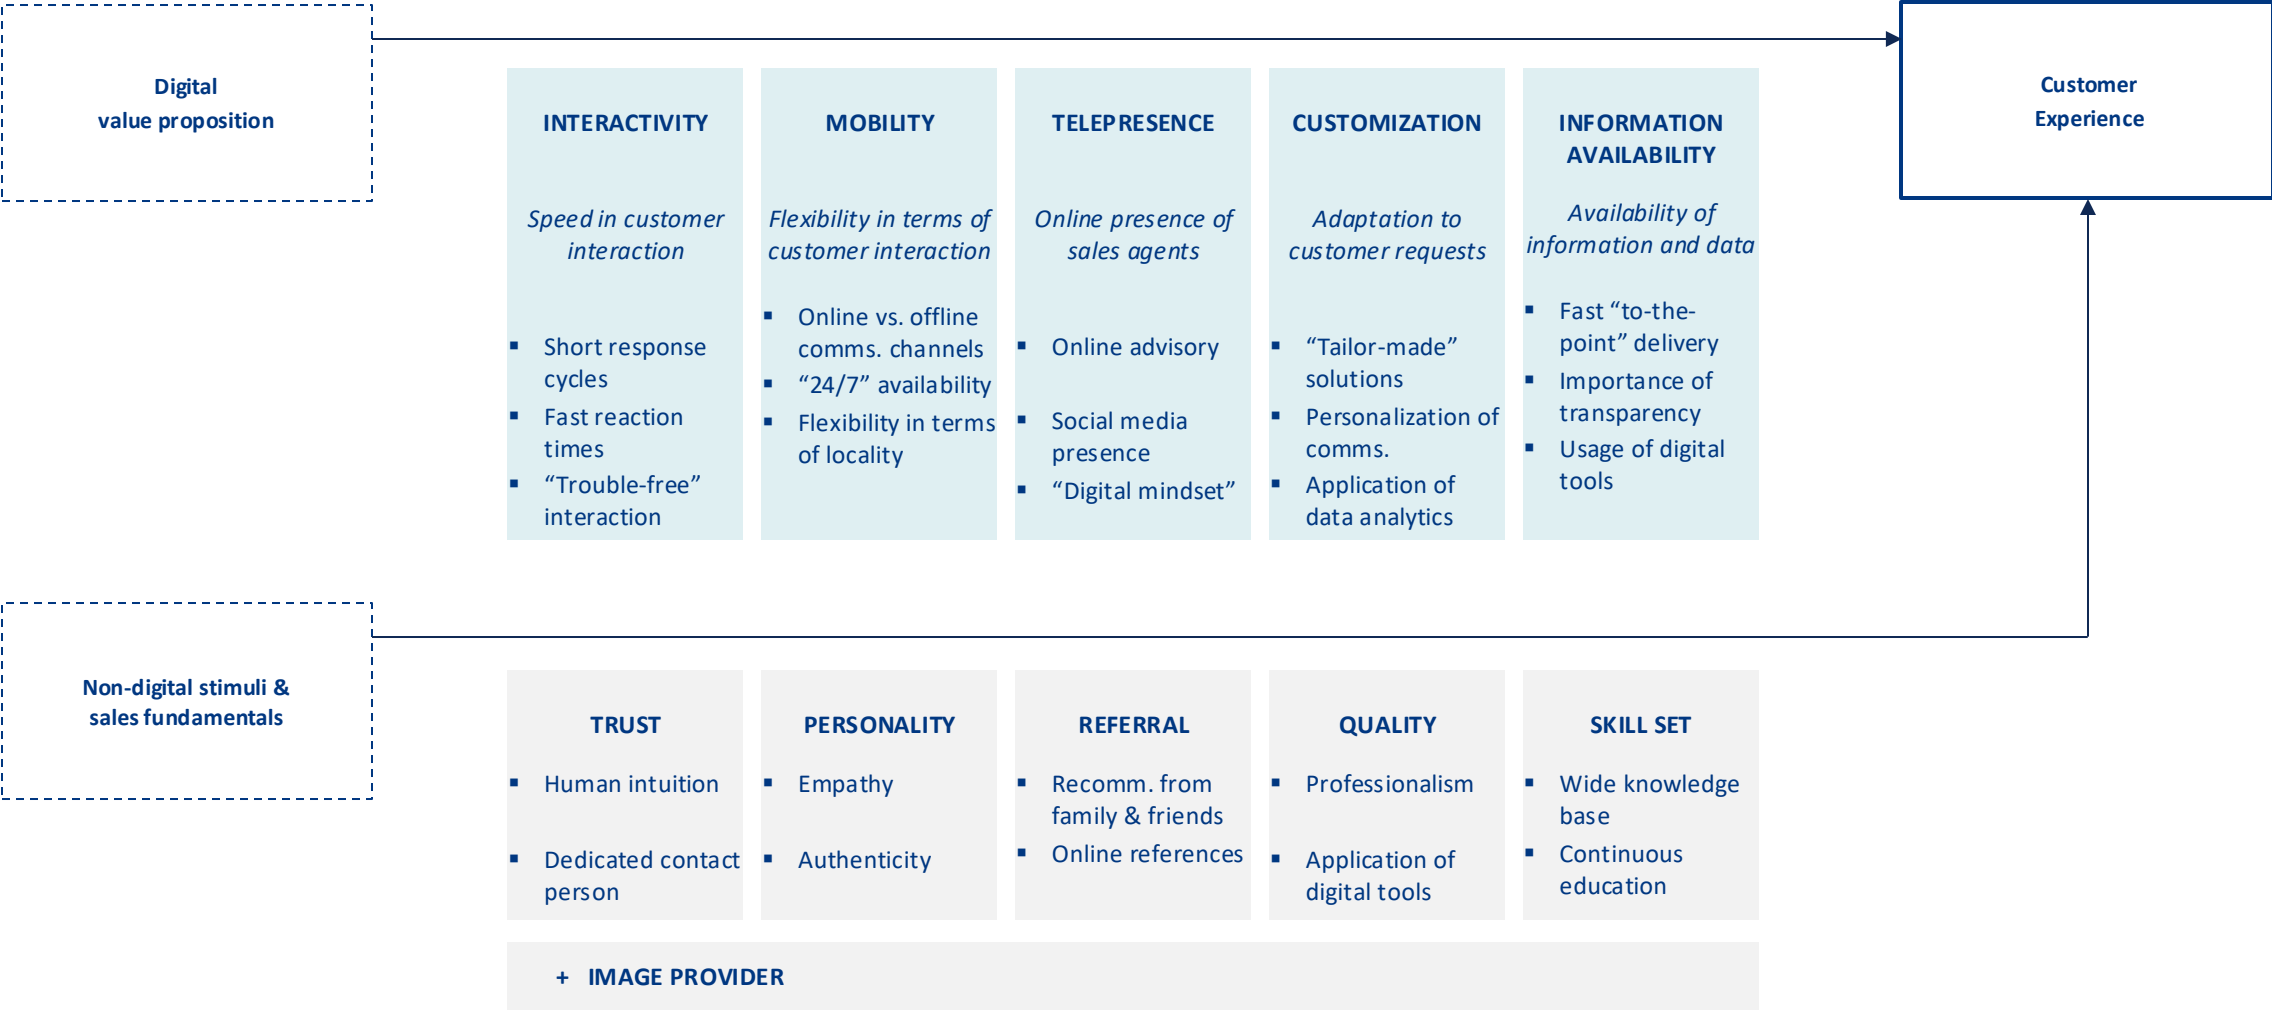 Digital
value proposition
Customer
Experience
INTERACTIVITY
Speed in customer
interaction
▪ Short response
cycles
▪ Fast reaction
times
▪ “Trouble-free”
interaction
MOBILITY
Flexibility in terms of
customer interaction
▪ Online vs. offline
comms. channels
▪ “24/7” availability
▪ Flexibility in terms
of locality
TELEPRESENCE
Online presence of
sales agents
▪ Online advisory
▪ Social media
presence
▪ “Digital mindset”
CUSTOMIZATION
Adaptation to
customer requests
▪ “Tailor-made”
solutions
▪ Personalization of
comms.
▪ Application of
data analytics
INFORMATION
AVAILABILITY
Availability of
information and data
▪ Fast “to-the-
point” delivery
▪ Importance of
transparency
▪ Usage of digital
tools
Non-digital stimuli &
sales fundamentals
TRUST
▪ Human intuition
▪ Dedicated contact
person
PERSONALITY
▪ Empathy
▪ Authenticity
REFERRAL
▪ Recomm. from
family & friends
▪ Online references
QUALITY
▪ Professionalism
▪ Application of
digital tools
SKILL SET
▪ Wide knowledge
base
▪ Continuous
education
+ IMAGE PROVIDER